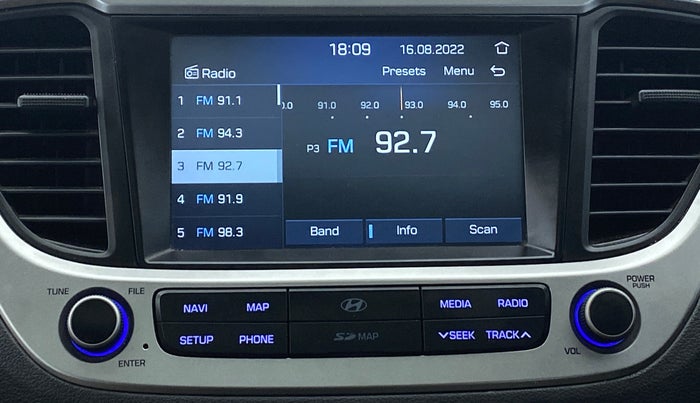 18:09 16.08.2022
Radio Presets Menu
1 FM 91.1
2 FM 94.3
3 FM 92.7
4 FM 91.9
5 FM 98.3
0.0 91.0 92.0 93.0 94.0 95.0
P3 FM 92.7
Band Info Scan
TUNE FILE
ENTER
NAVI MAP
SETUP PHONE
SD MAP
MEDIA RADIO
SEEK TRACK
POWER
PUSH
VOL